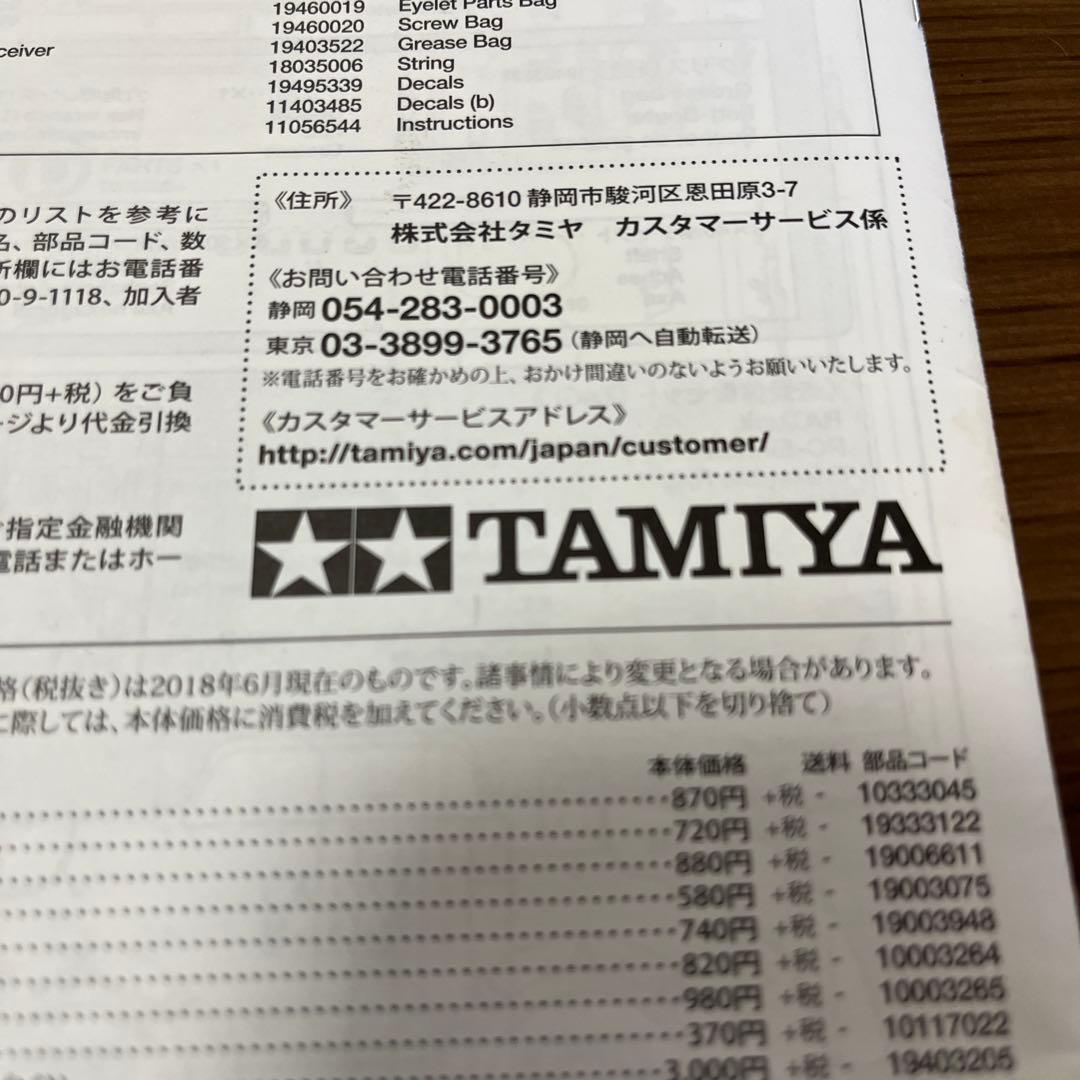 19460019 Eyelet Parts Bag
19460020 Screw Bag
ceiver 19403522 Grease Bag
18035006 String
19495339 Decals
11403485 Decals (b)
11056544 Instructions
のリストを参考に
名、部品コード、数
所欄にはお電話番
0-9-1118、加入者
0円+税）をご負
ージより代金引換
指定金融機関
電話またはホー
《住所》 〒422-8610 静岡市駿河区恩田原3-7
株式会社タミヤ カスタマーサービス係
《お問い合わせ電話番号》
静岡 054-283-0003
東京 03-3899-3765（静岡へ自動転送）
※電話番号をお確かめの上、おかけ間違いのないようお願いいたします。
《カスタマーサービスアドレス》
http://tamiya.com/japan/customer/
TAMIYA
格(税抜き)は2018年6月現在のものです。諸事情により変更となる場合があります。
に際しては、本体価格に消費税を加えてください。（小数点以下を切り捨て）
本体価格 送料 部品コード
870円 +税 - 10333045
720円 +税 - 19333122
880円 +税 - 19006611
580円 +税 - 19003075
740円 +税 - 19003948
820円 +税 - 10003264
980円 +税 - 10003265
370円 +税 - 10117022
3,000円 +税 - 19403205